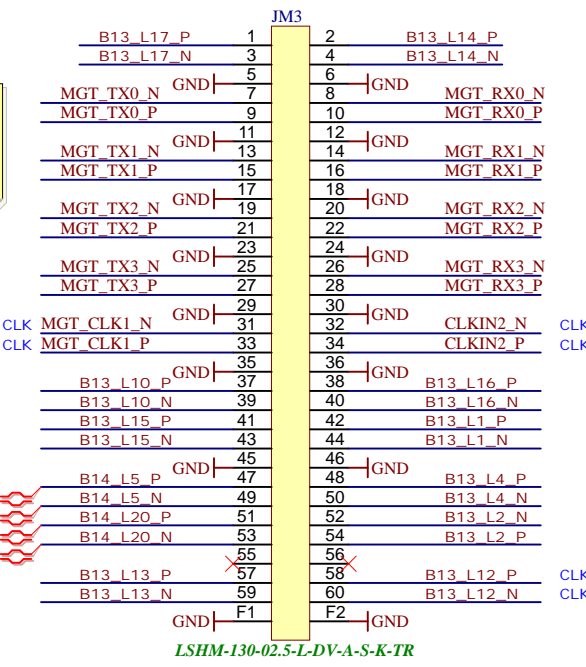 JM3
B13_L17_P 1 2 B13_L14_P
B13_L17_N 3 4 B13_L14_N
GND 5 6 GND
MGT_TX0_N 7 8 MGT_RX0_N
MGT_TX0_P 9 10 MGT_RX0_P
GND 11 12 GND
MGT_TX1_N 13 14 MGT_RX1_N
MGT_TX1_P 15 16 MGT_RX1_P
GND 17 18 GND
MGT_TX2_N 19 20 MGT_RX2_N
MGT_TX2_P 21 22 MGT_RX2_P
GND 23 24 GND
MGT_TX3_N 25 26 MGT_RX3_N
MGT_TX3_P 27 28 MGT_RX3_P
GND 29 30 GND
CLK MGT_CLK1_N 31 32 CLKIN2_N CLK
CLK MGT_CLK1_P 33 34 CLKIN2_P CLK
GND 35 36 GND
B13_L10_P 37 38 B13_L16_P
B13_L10_N 39 40 B13_L16_N
B13_L15_P 41 42 B13_L1_P
B13_L15_N 43 44 B13_L1_N
GND 45 46 GND
B14_L5_P 47 48 B13_L4_P
B14_L5_N 49 50 B13_L4_N
B14_L20_P 51 52 B13_L2_N
B14_L20_N 53 54 B13_L2_P
55 56
B13_L13_P 57 58 B13_L12_P CLK
B13_L13_N 59 60 B13_L12_N CLK
GND F1 F2 GND
LSHM-130-02.5-L-DV-A-S-K-TR